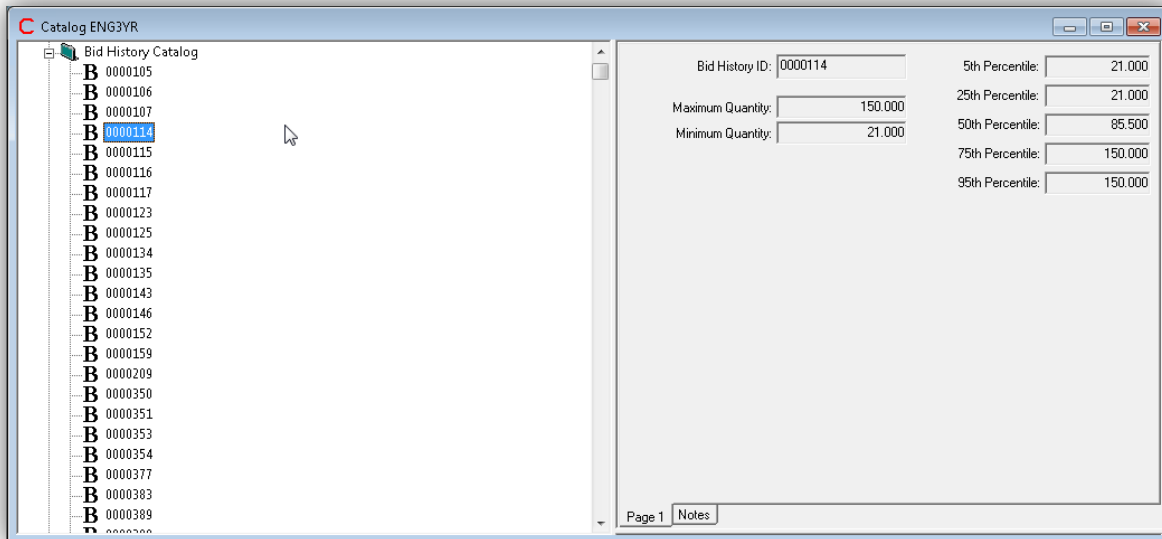 Catalog ENG3YR
Bid History Catalog
B 0000105
B 0000106
B 0000107
B 0000114
B 0000115
B 0000116
B 0000117
B 0000123
B 0000125
B 0000134
B 0000135
B 0000143
B 0000146
B 0000152
B 0000159
B 0000209
B 0000350
B 0000351
B 0000353
B 0000354
B 0000377
B 0000383
B 0000389
Bid History ID: 0000114
Maximum Quantity: 150.000
Minimum Quantity: 21.000
5th Percentile: 21.000
25th Percentile: 21.000
50th Percentile: 85.500
75th Percentile: 150.000
95th Percentile: 150.000
Page 1 Notes